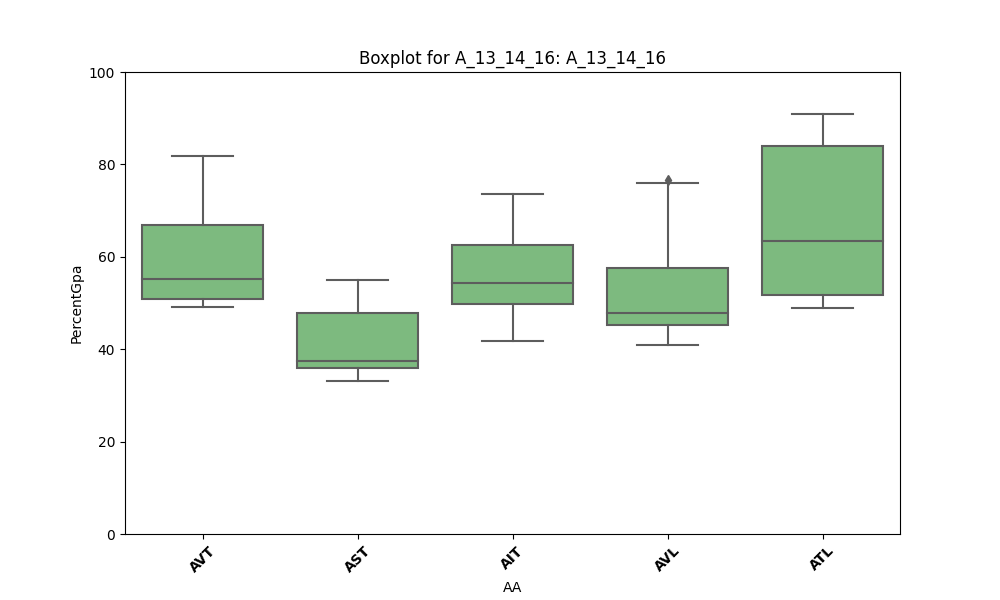 Boxplot for A_13_14_16: A_13_14_16
100
80
60
40
20
0
PercentGpa
AVT
AST
AIT
AVL
ATL
AA